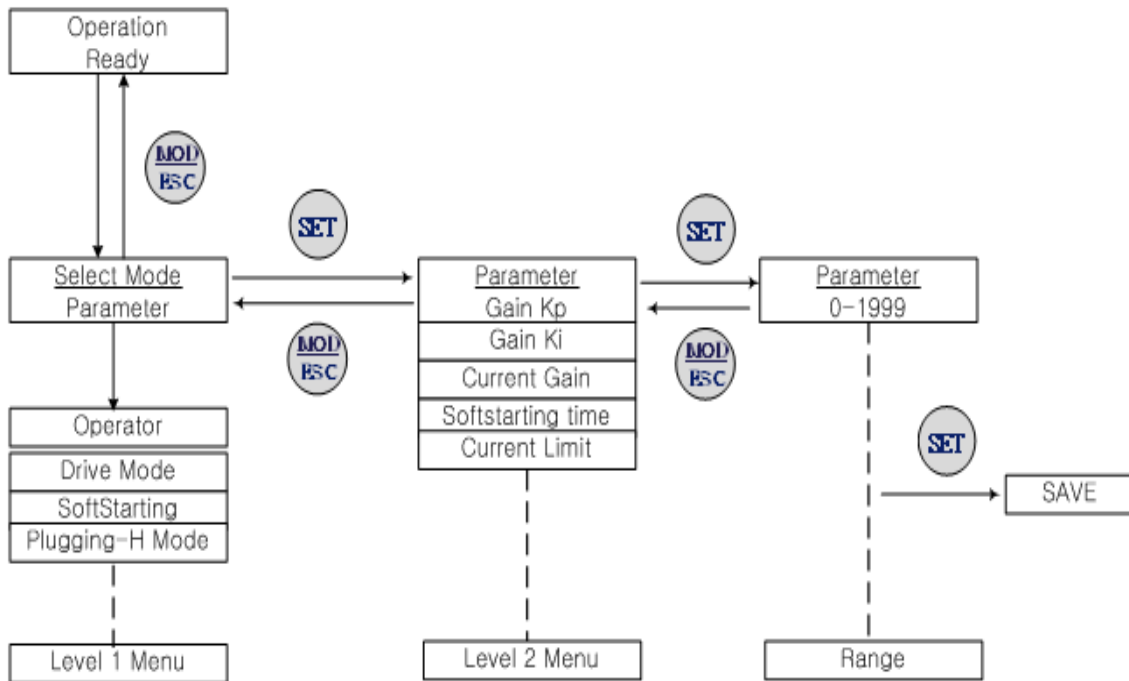 Operation
Ready
MOD
ESC
SET
SET
Select Mode
Parameter
Parameter
Gain Kp
Parameter
0-1999
Gain Ki
MOD
ESC
MOD
ESC
Current Gain
Operator
Softstarting time
Current Limit
SET
Drive Mode
SoftStarting
SAVE
Plugging-H Mode
Level 1 Menu
Level 2 Menu
Range